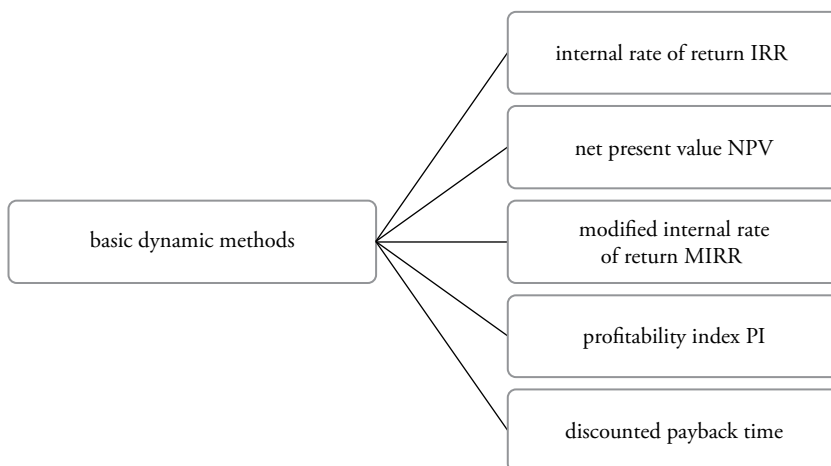 internal rate of return IRR
net present value NPV
basic dynamic methods
modified internal rate
of return MIRR
profitability index PI
discounted payback time